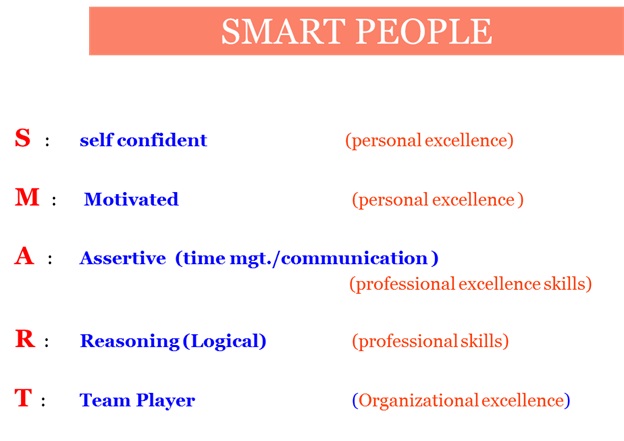 SMART PEOPLE
S : self confident (personal excellence)
M : Motivated (personal excellence )
A : Assertive (time mgt./communication )
(professional excellence skills)
R : Reasoning (Logical) (professional skills)
T : Team Player (Organizational excellence)